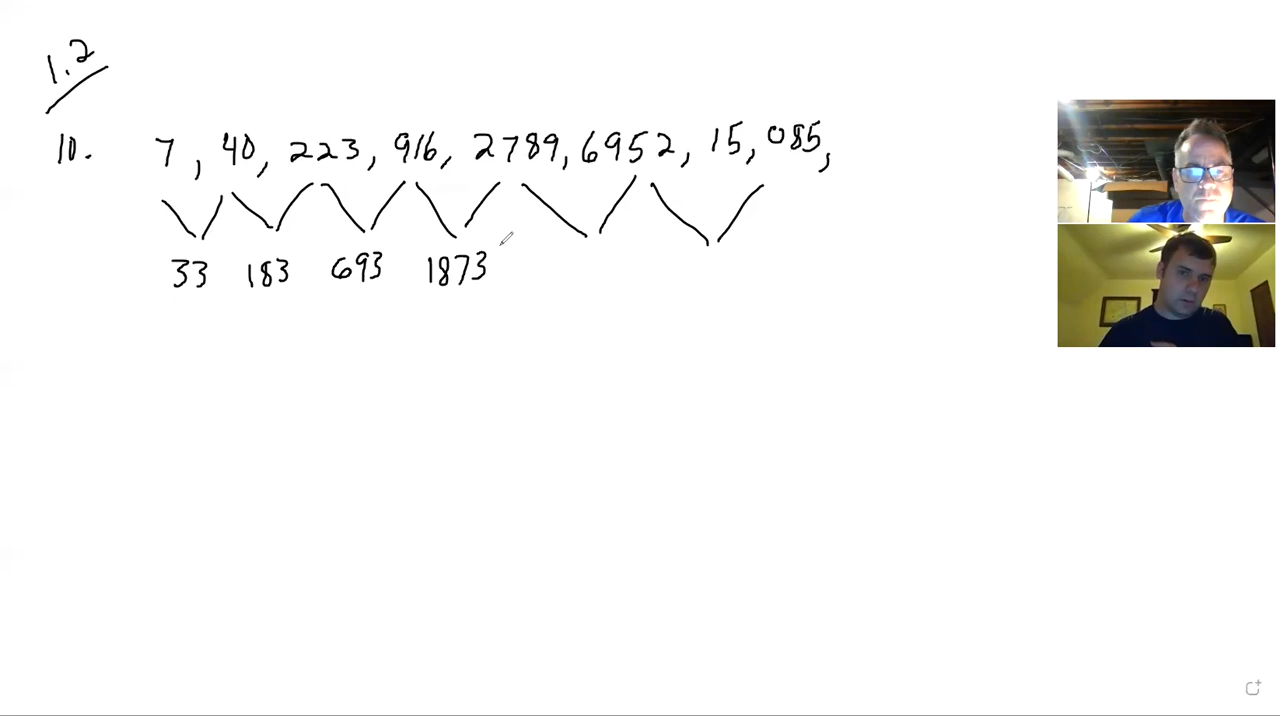 1.2
10. 7, 40, 223, 916, 2789, 6952, 15,085,
33 183 693 1873